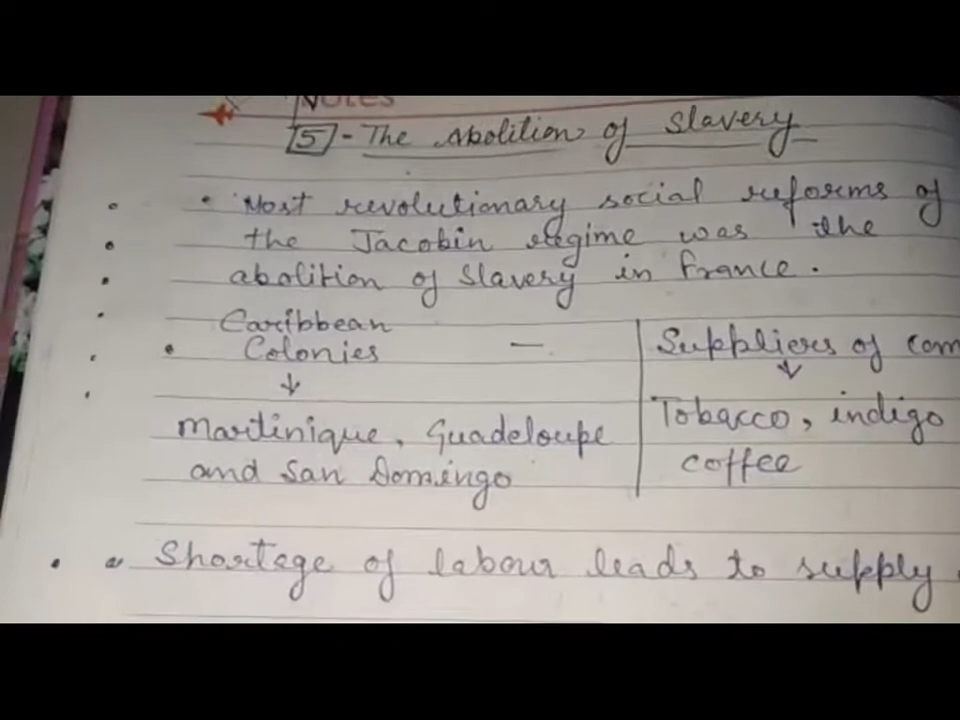 NOTES
5 - The Abolition of Slavery
• Most revolutionary social reforms of
the Jacobin regime was the
abolition of Slavery in France.
Caribbean
• Colonies — Suppliers of com
↓ ↓
Martinique, Guadeloupe Tobacco, indigo
and San Domingo coffee
• Shortage of labour leads to supply